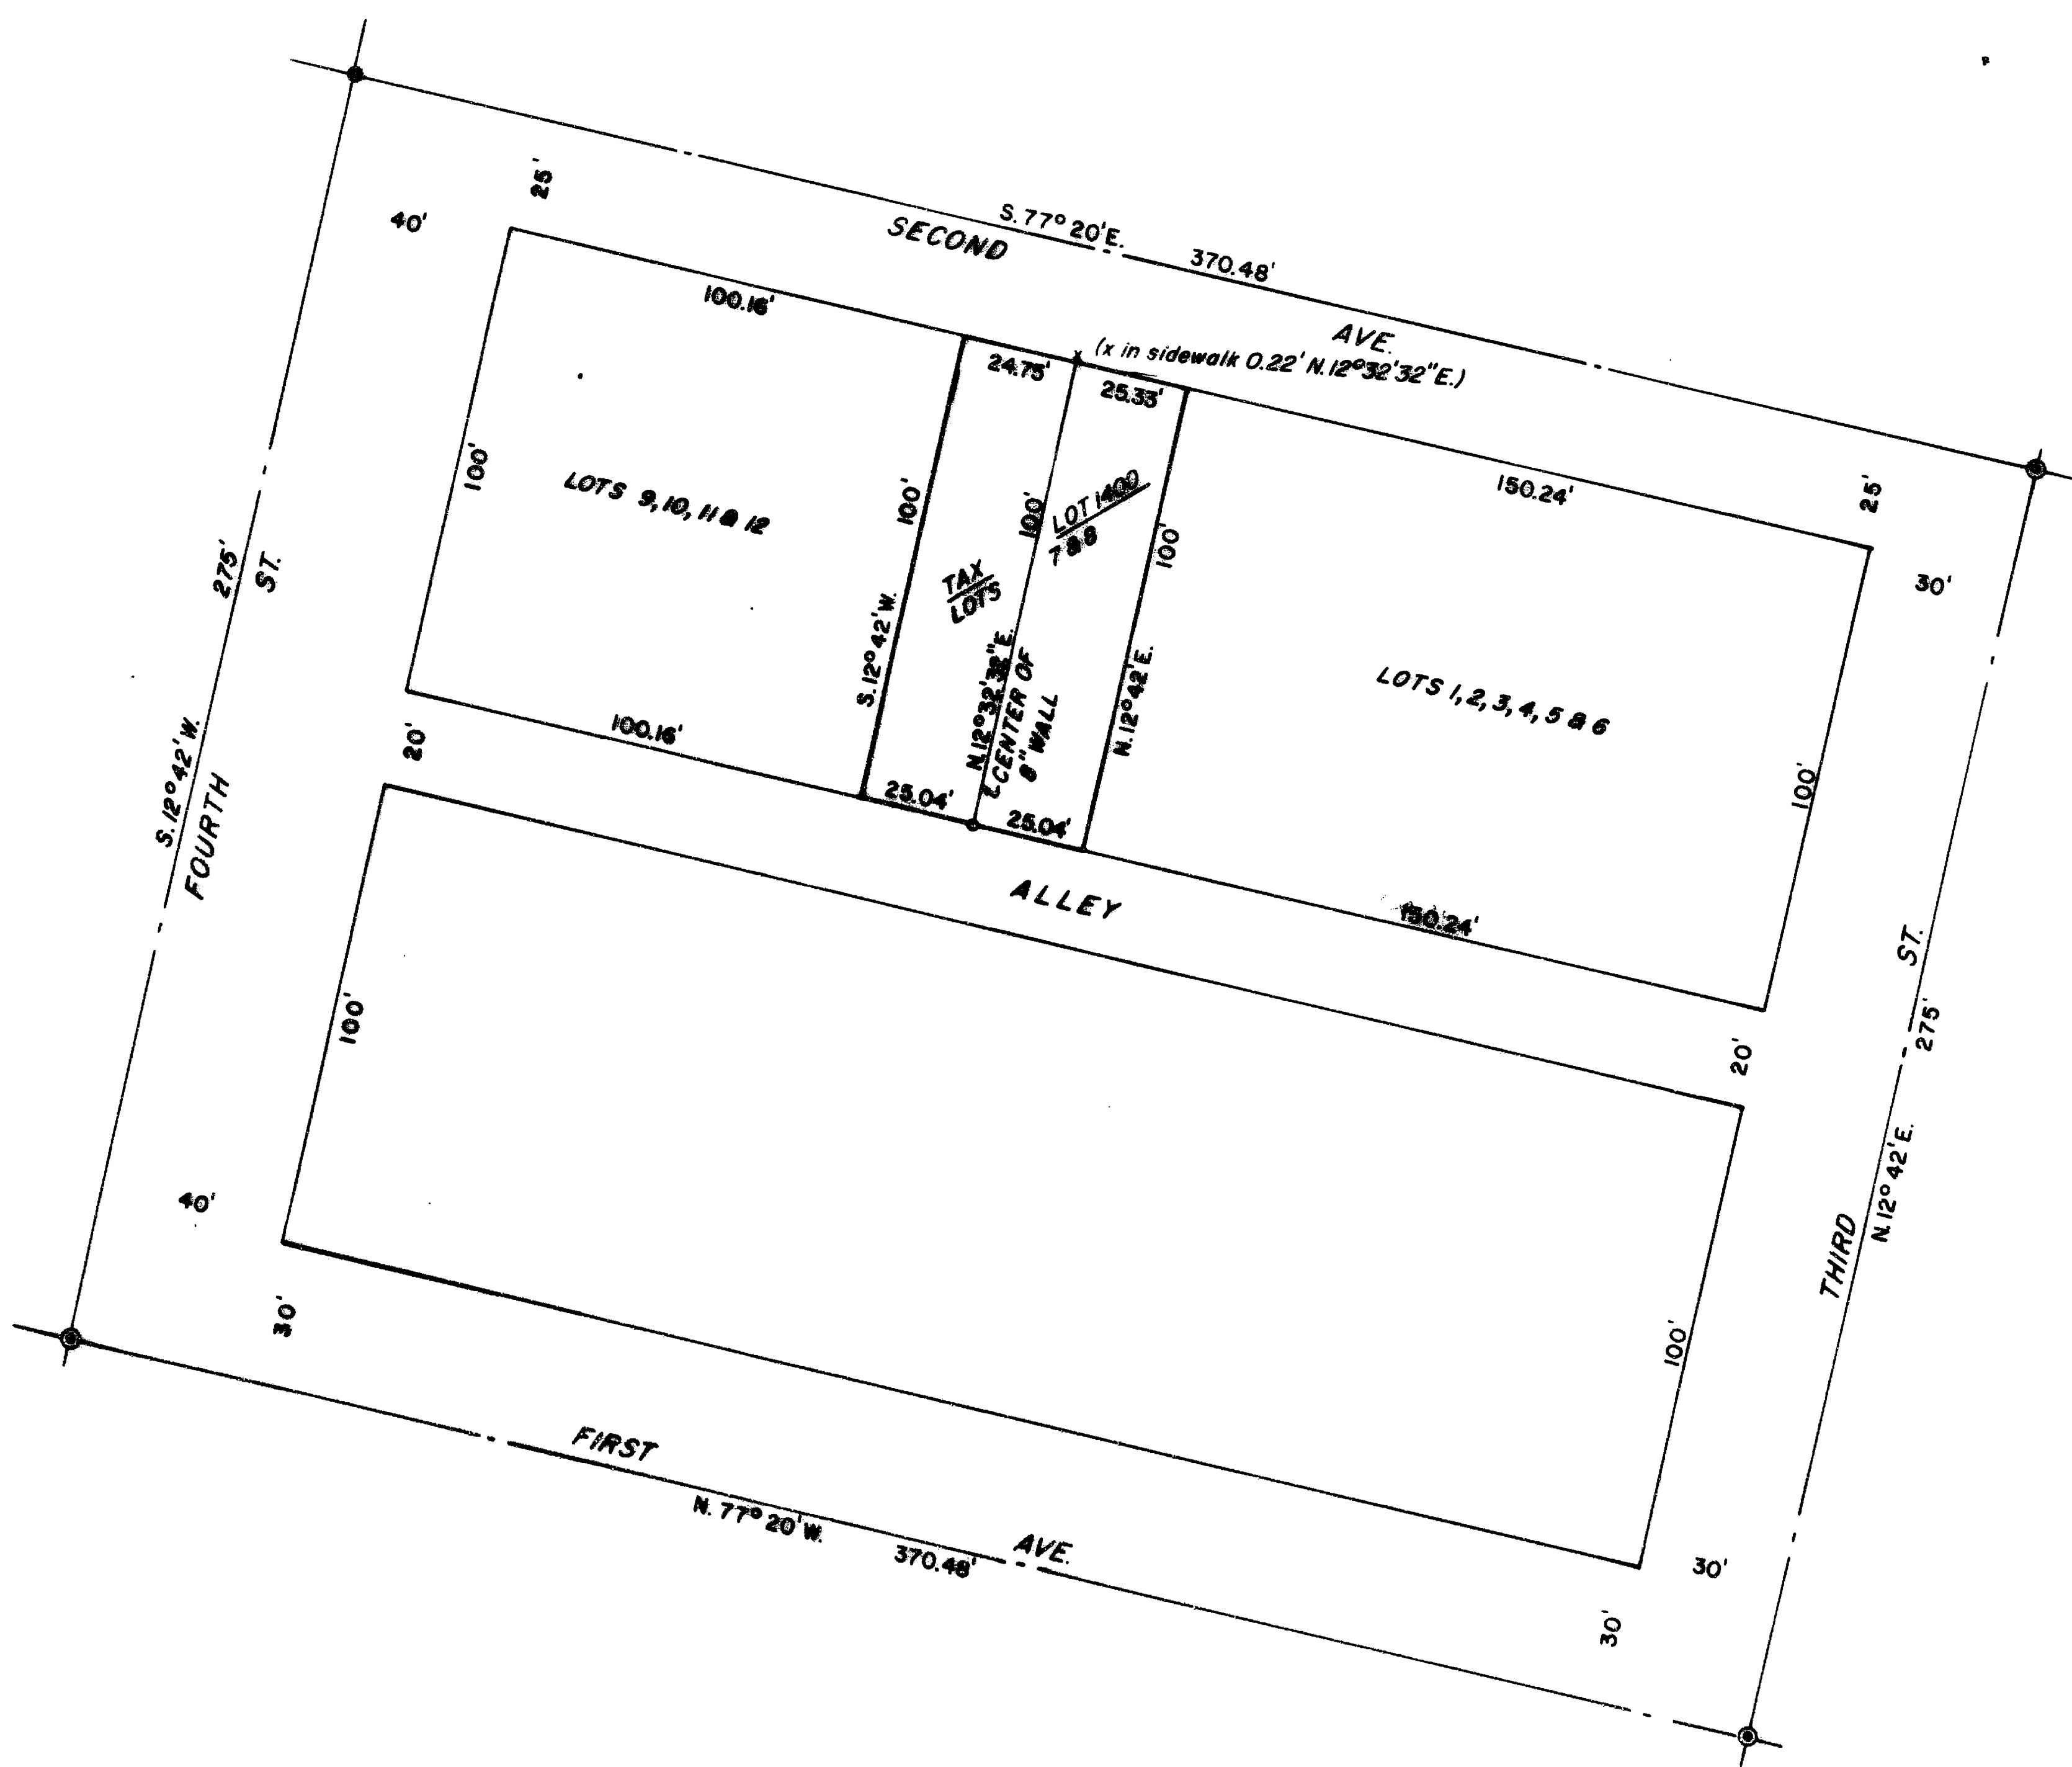 25'
40'
S. 77° 20' E.
370.48'
SECOND
AVE.
100.16'
(x in sidewalk 0.22' N. 12° 32' 32" E.)
24.75'
25.33'
150.24'
25'
30'
100'
LOTS 9, 10, 11 & 12
100'
100'
LOT 1400
7 & 8
100'
275'
ST.
TAX
LOTS
S. 12° 42' W.
N. 12° 32' 32" E.
CENTER OF
8" WALL
N. 12° 42' E.
LOTS 1, 2, 3, 4, 5 & 6
100'
S. 12° 42' W.
FOURTH
20'
100.16'
25.04'
25.04'
ALLEY
150.24'
ST.
275'
20'
100'
N. 12° 42' E.
THIRD
40'
30'
100'
FIRST
N. 77° 20' W.
370.48'
AVE.
30'
30'